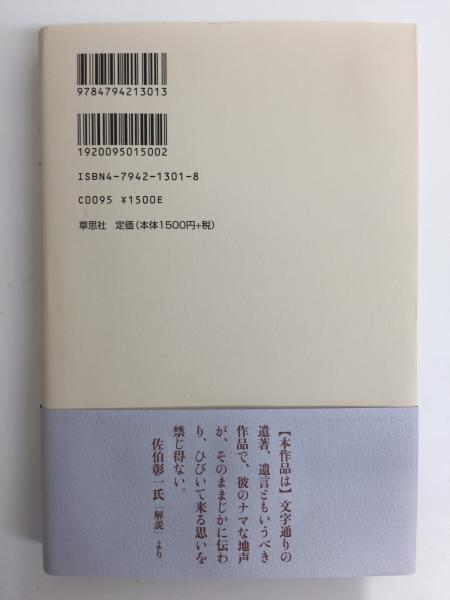 9784794213013
1920095015002
ISBN4-7942-1301-8
C0095 ¥1500E
草思社 定価(本体1500円+税)
【本作品は】文字通りの
遺著、遺言ともいうべき
作品で、彼のナマな地声
が、そのままじかに伝わ
り、ひびいて来る思いを
禁じ得ない。
佐伯彰一氏「解説」より